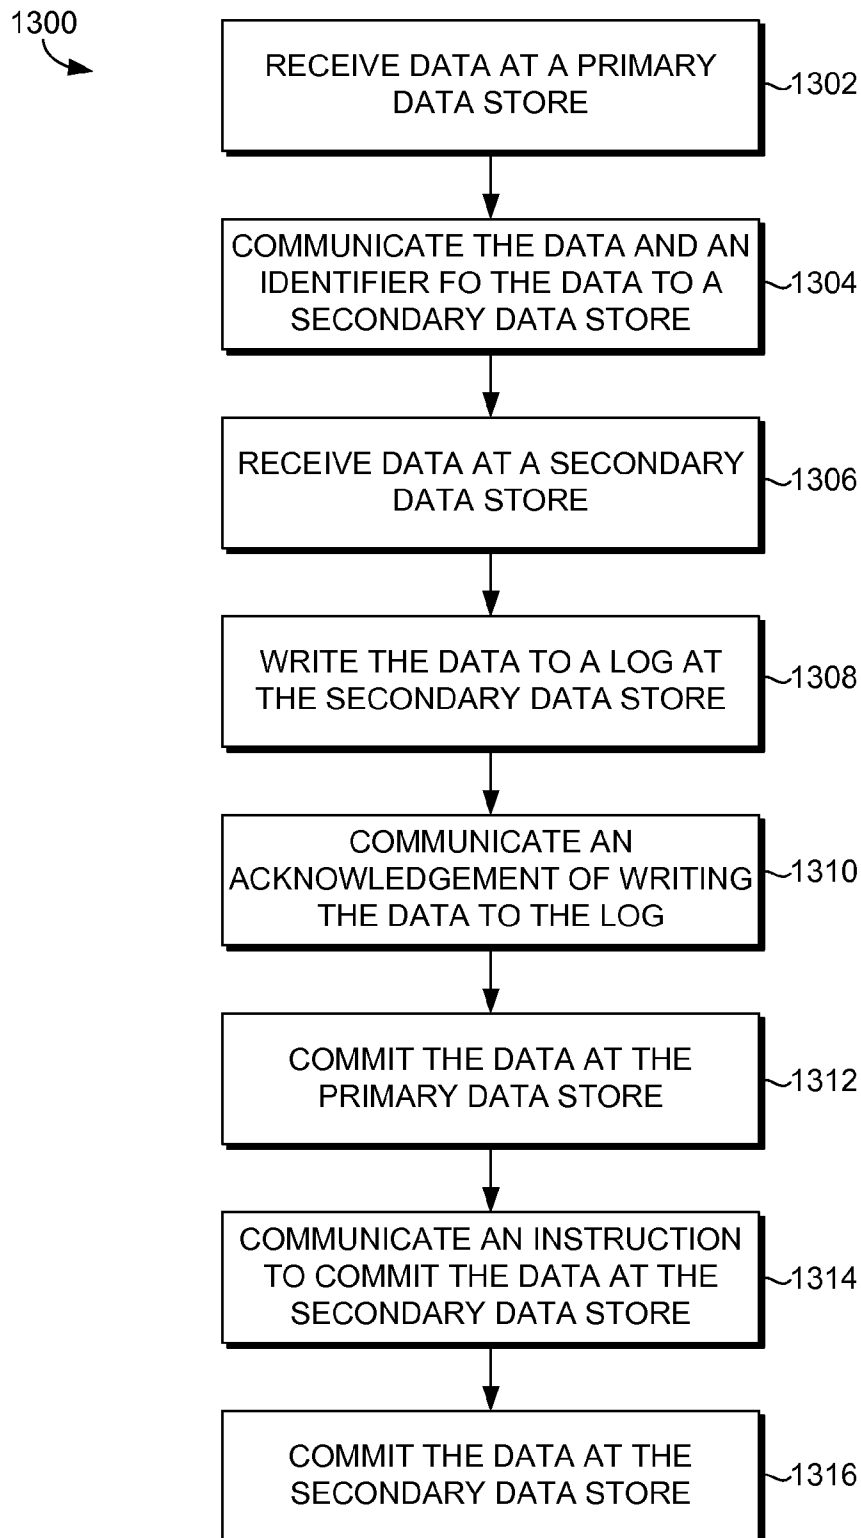 1300
RECEIVE DATA AT A PRIMARY
DATA STORE
1302
COMMUNICATE THE DATA AND AN
IDENTIFIER FO THE DATA TO A
SECONDARY DATA STORE
1304
RECEIVE DATA AT A SECONDARY
DATA STORE
1306
WRITE THE DATA TO A LOG AT
THE SECONDARY DATA STORE
1308
COMMUNICATE AN
ACKNOWLEDGEMENT OF WRITING
THE DATA TO THE LOG
1310
COMMIT THE DATA AT THE
PRIMARY DATA STORE
1312
COMMUNICATE AN INSTRUCTION
TO COMMIT THE DATA AT THE
SECONDARY DATA STORE
1314
COMMIT THE DATA AT THE
SECONDARY DATA STORE
1316